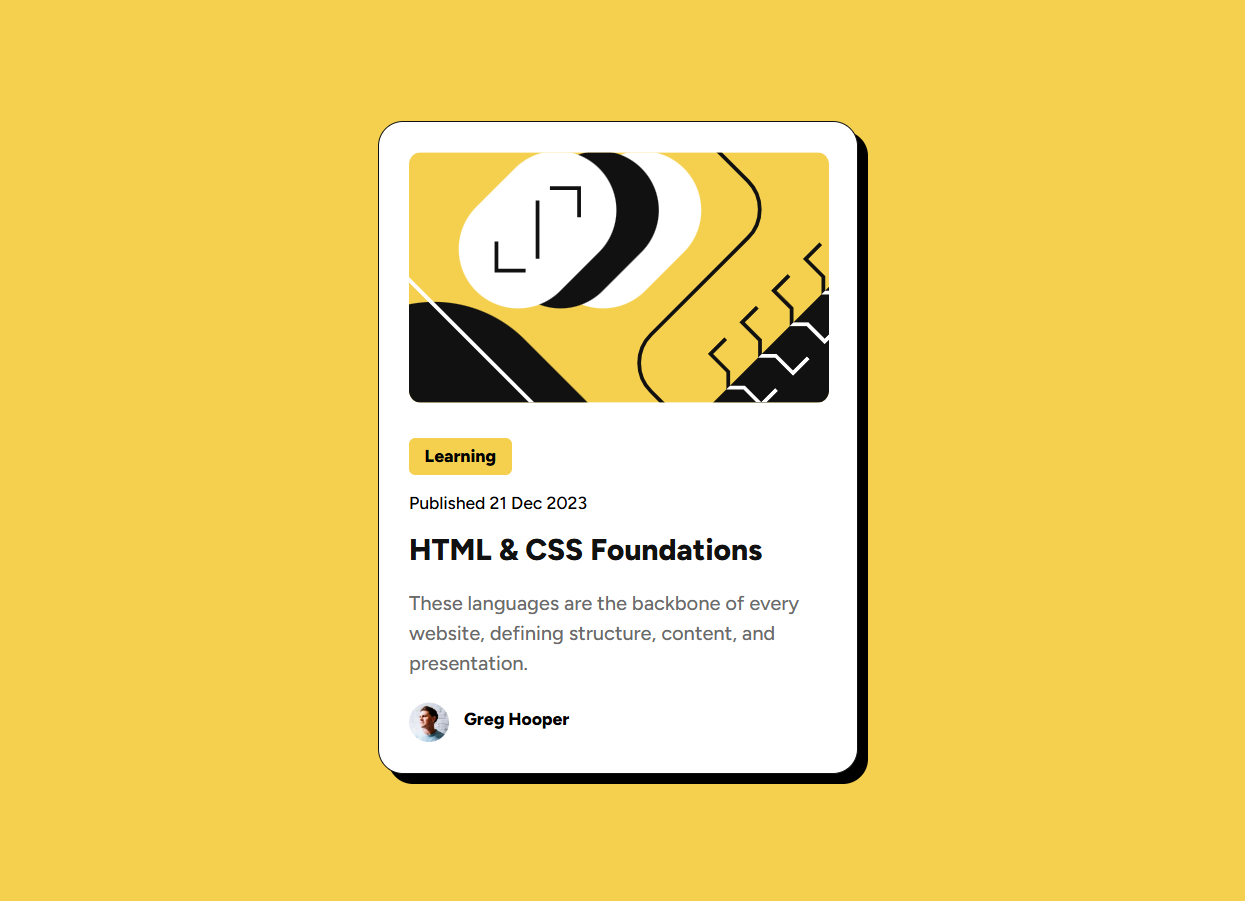 Learning
Published 21 Dec 2023
HTML & CSS Foundations
These languages are the backbone of every
website, defining structure, content, and
presentation.
Greg Hooper